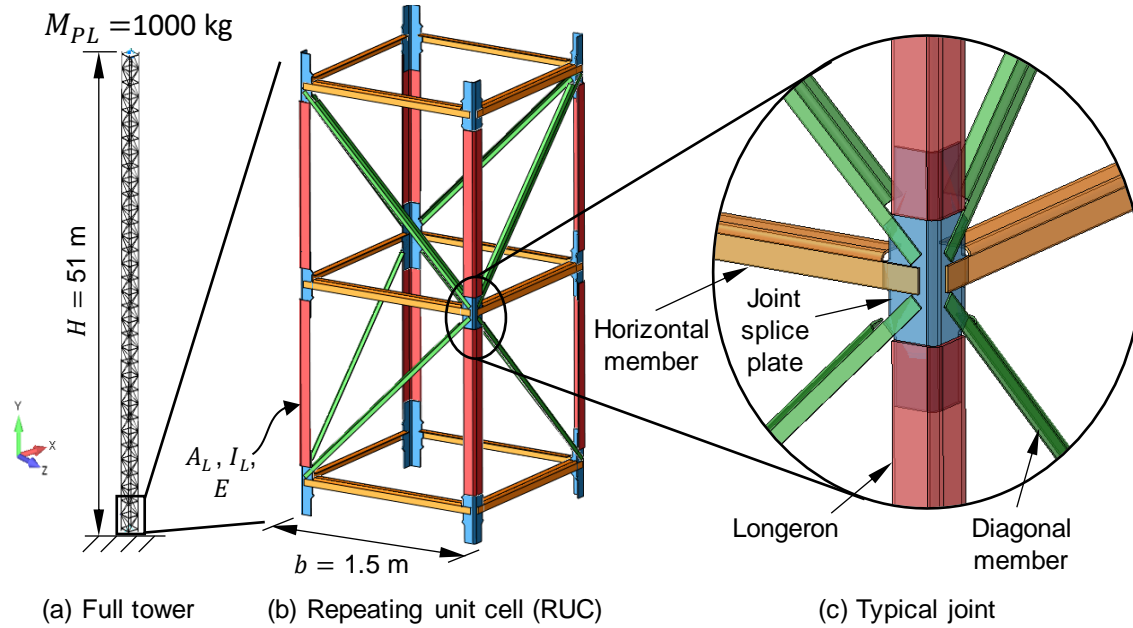 M_PL = 1000 kg
H = 51 m
Y
X
Z
A_L, I_L,
E
b = 1.5 m
Horizontal
member
Joint
splice
plate
Longeron
Diagonal
member
(a) Full tower
(b) Repeating unit cell (RUC)
(c) Typical joint